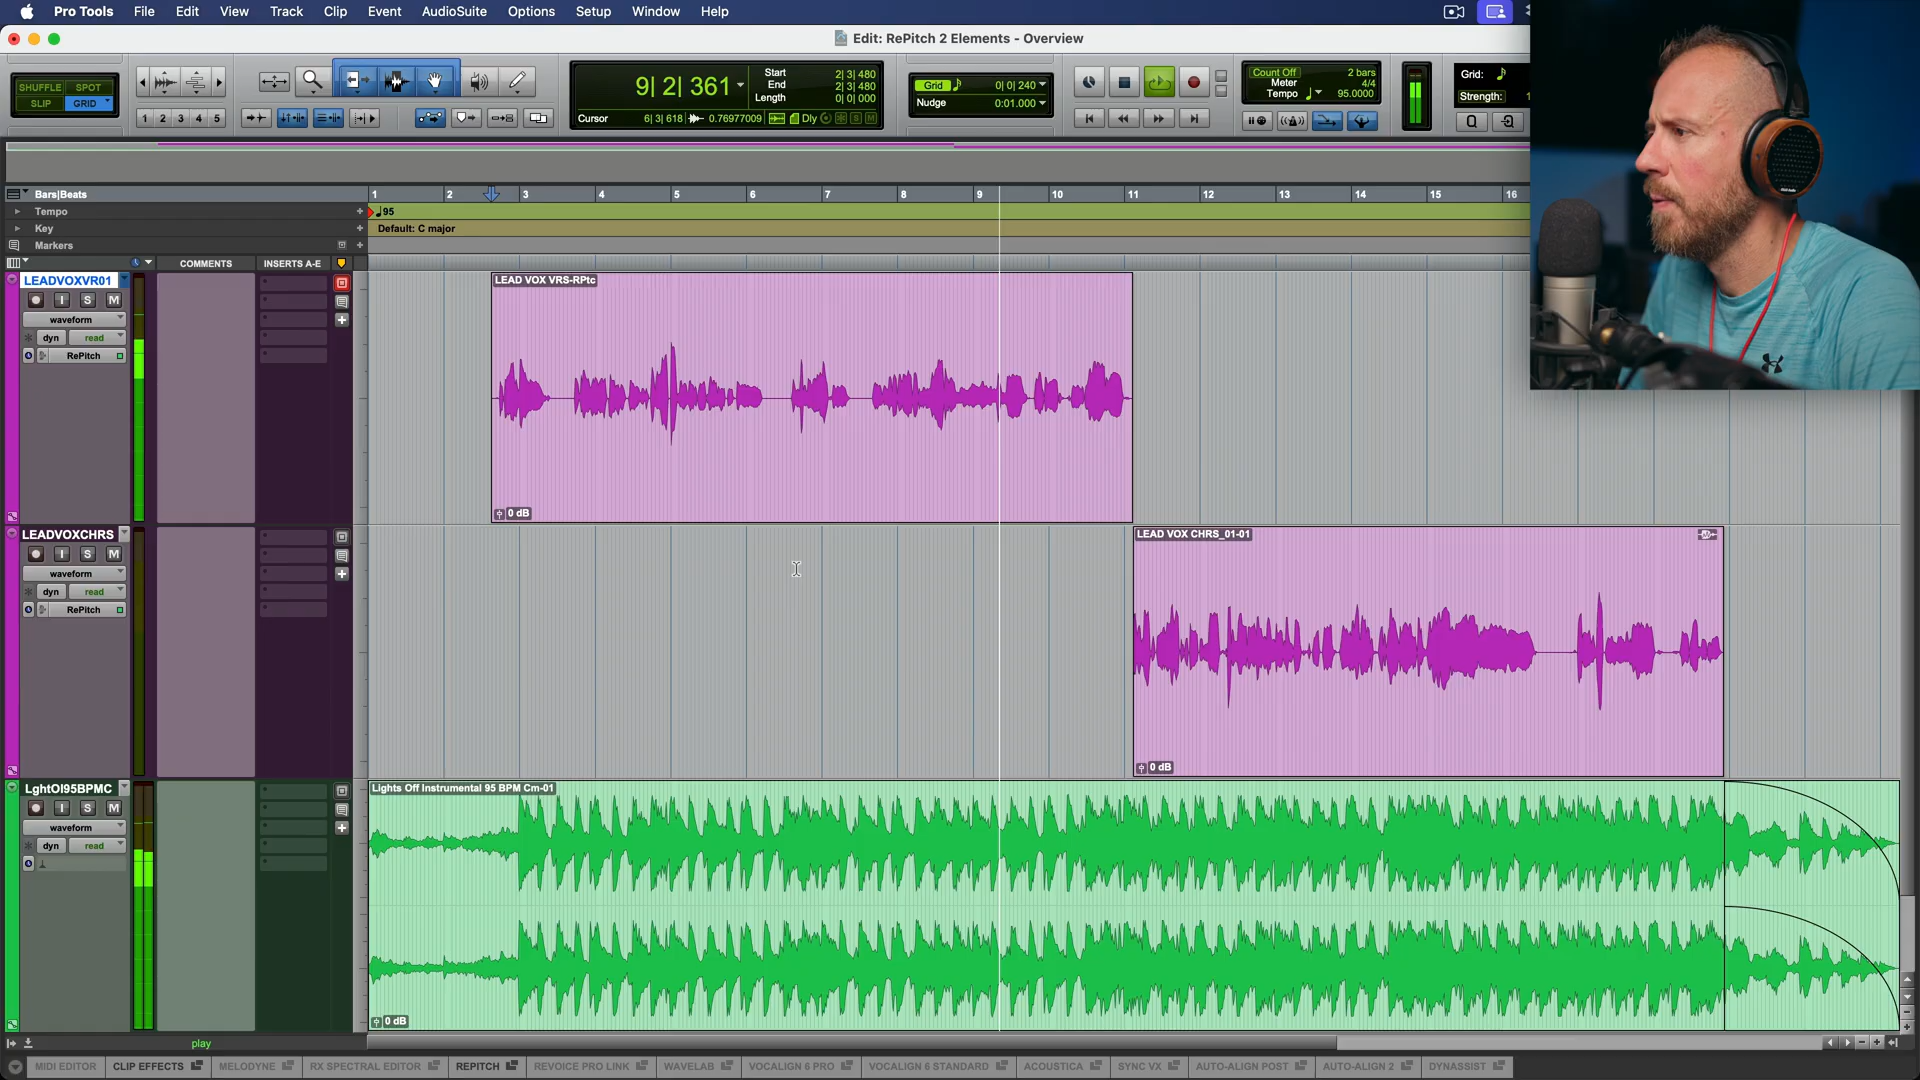 Pro Tools File Edit View Track Clip Event AudioSuite Options Setup Window Help
Edit: RePitch 2 Elements - Overview
SHUFFLE SPOT
SLIP GRID
1 2 3 4 5
9| 2| 361
Start 2| 3| 480
End 2| 3| 480
Length 0| 0| 000
Cursor 6| 3| 618 0.76977009 Dly S M
Grid 0| 0| 240
Nudge 0:01.000
Count Off 2 bars
Meter 4/4
Tempo 95.0000
Grid:
Strength: 1
Bars|Beats 1 2 3 4 5 6 7 8 9 10 11 12 13 14 15 16
Tempo 95
Key Default: C major
Markers
COMMENTS INSERTS A-E
LEADVOXVR01
I S M
waveform
dyn read
RePitch
LEAD VOX VRS-RPtc
0 dB
LEADVOXCHRS
I S M
waveform
dyn read
RePitch
LEAD VOX CHRS_01-01
0 dB
LghtOI95BPMC
I S M
waveform
dyn read
Lights Off Instrumental 95 BPM Cm-01
0 dB
play
MIDI EDITOR CLIP EFFECTS MELODYNE RX SPECTRAL EDITOR REPITCH REVOICE PRO LINK WAVELAB VOCALIGN 6 PRO VOCALIGN 6 STANDARD ACOUSTICA SYNC VX AUTO-ALIGN POST AUTO-ALIGN 2 DYNASSIST